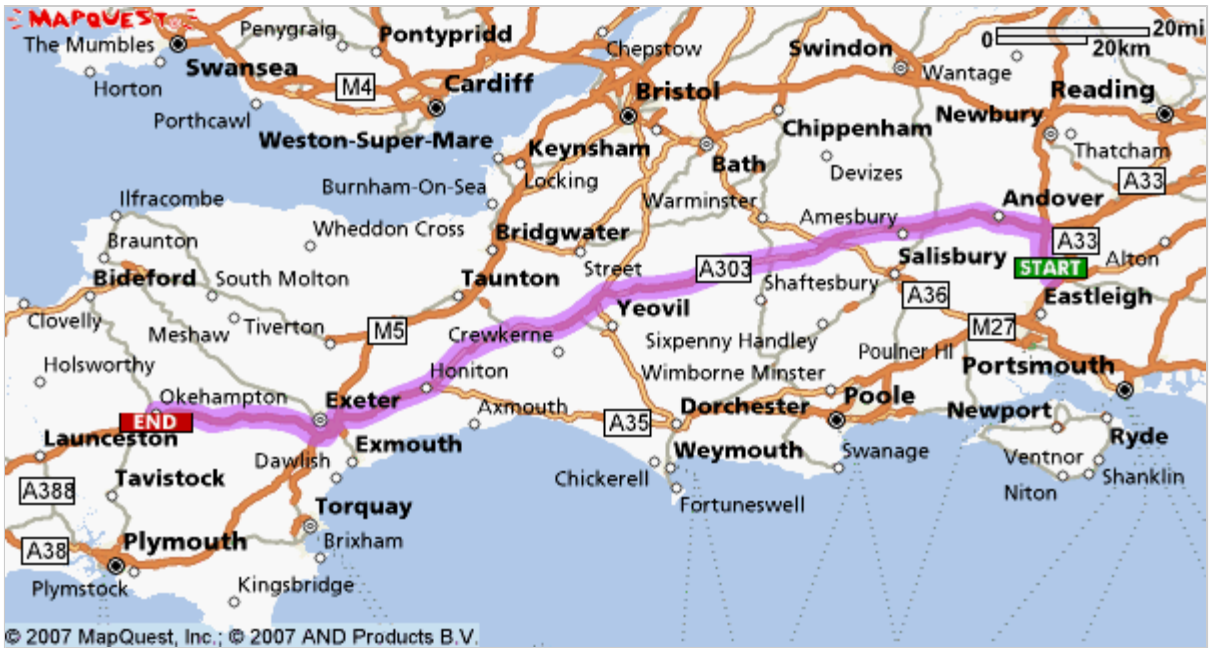 MAPQUEST
Penygraig
Pontypridd
Chepstow
Swindon
0 20mi
20km
The Mumbles
Swansea
Wantage
Horton
M4
Cardiff
Bristol
Reading
Porthcawl
Newbury
Weston-Super-Mare
Keynsham
Chippenham
Thatcham
Bath
Locking
Devizes
A33
Burnham-On-Sea
Warminster
Andover
Ilfracombe
Amesbury
Wheddon Cross
Bridgwater
A33
Braunton
Street
A303
Salisbury
START
Alton
Bideford
South Molton
Taunton
Shaftesbury
A36
Eastleigh
Clovelly
Meshaw
Tiverton
M5
Crewkerne
Yeovil
M27
Sixpenny Handley
Poulner Hl
Holsworthy
Honiton
Wimborne Minster
Portsmouth
Okehampton
Exeter
Axmouth
A35
Dorchester
Poole
Newport
END
Launceston
Exmouth
Weymouth
Swanage
Ryde
Dawlish
Ventnor
Tavistock
Chickerell
Shanklin
A388
Niton
Torquay
Fortuneswell
A38
Plymouth
Brixham
Plymstock
Kingsbridge
© 2007 MapQuest, Inc.; © 2007 AND Products B.V.